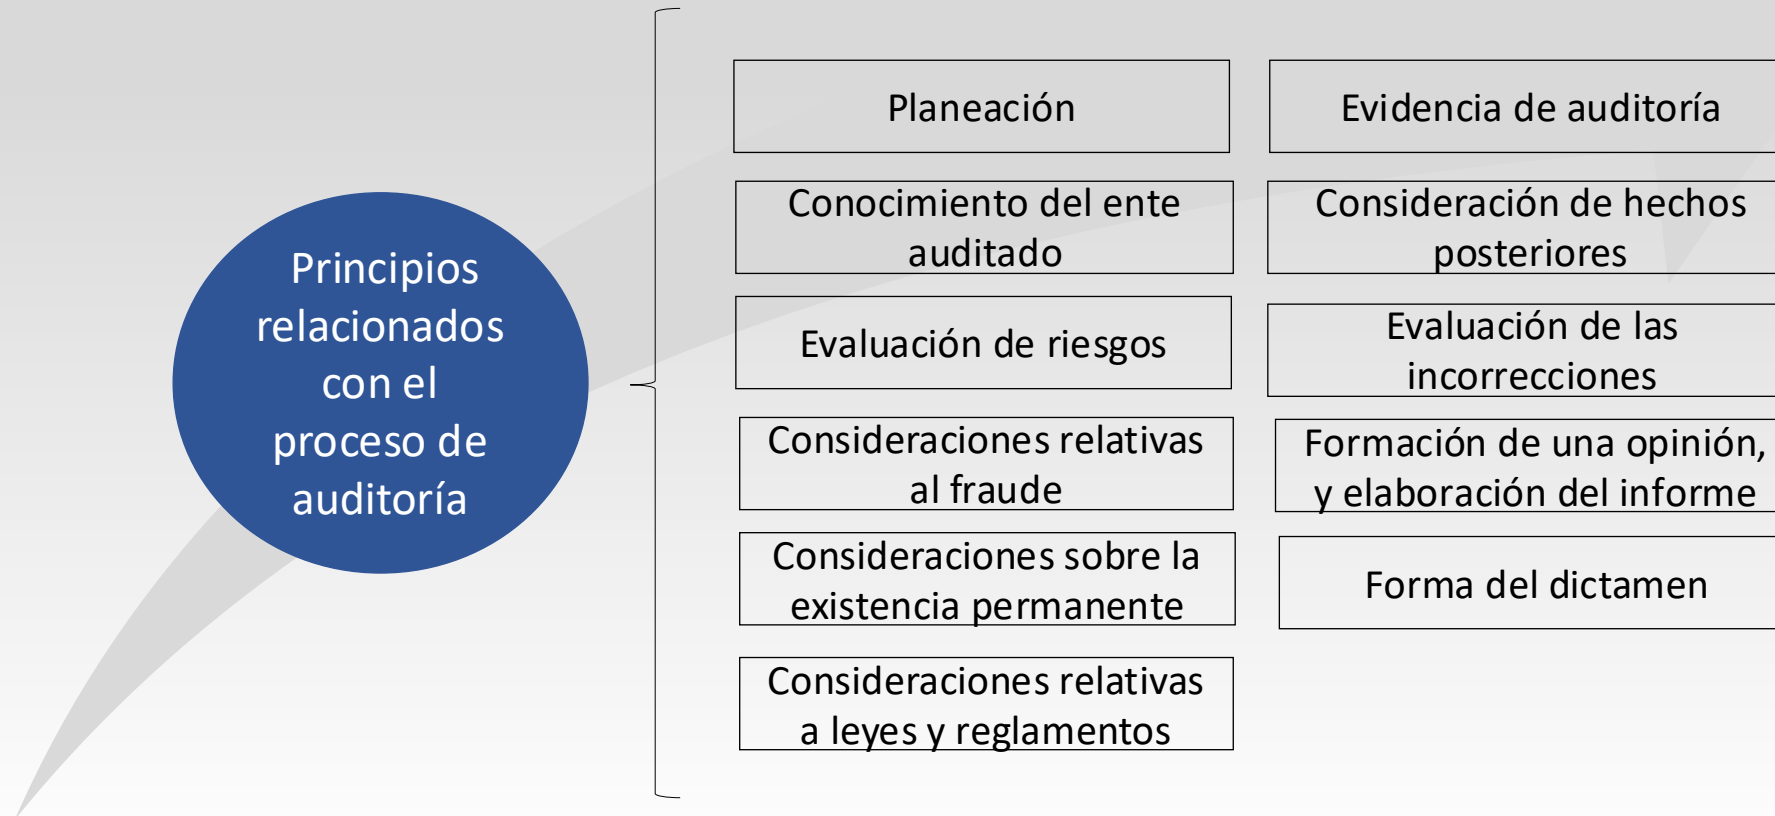 Principios
relacionados
con el
proceso de
auditoría
Planeación
Conocimiento del ente
auditado
Evaluación de riesgos
Consideraciones relativas
al fraude
Consideraciones sobre la
existencia permanente
Consideraciones relativas
a leyes y reglamentos
Evidencia de auditoría
Consideración de hechos
posteriores
Evaluación de las
incorrecciones
Formación de una opinión,
y elaboración del informe
Forma del dictamen